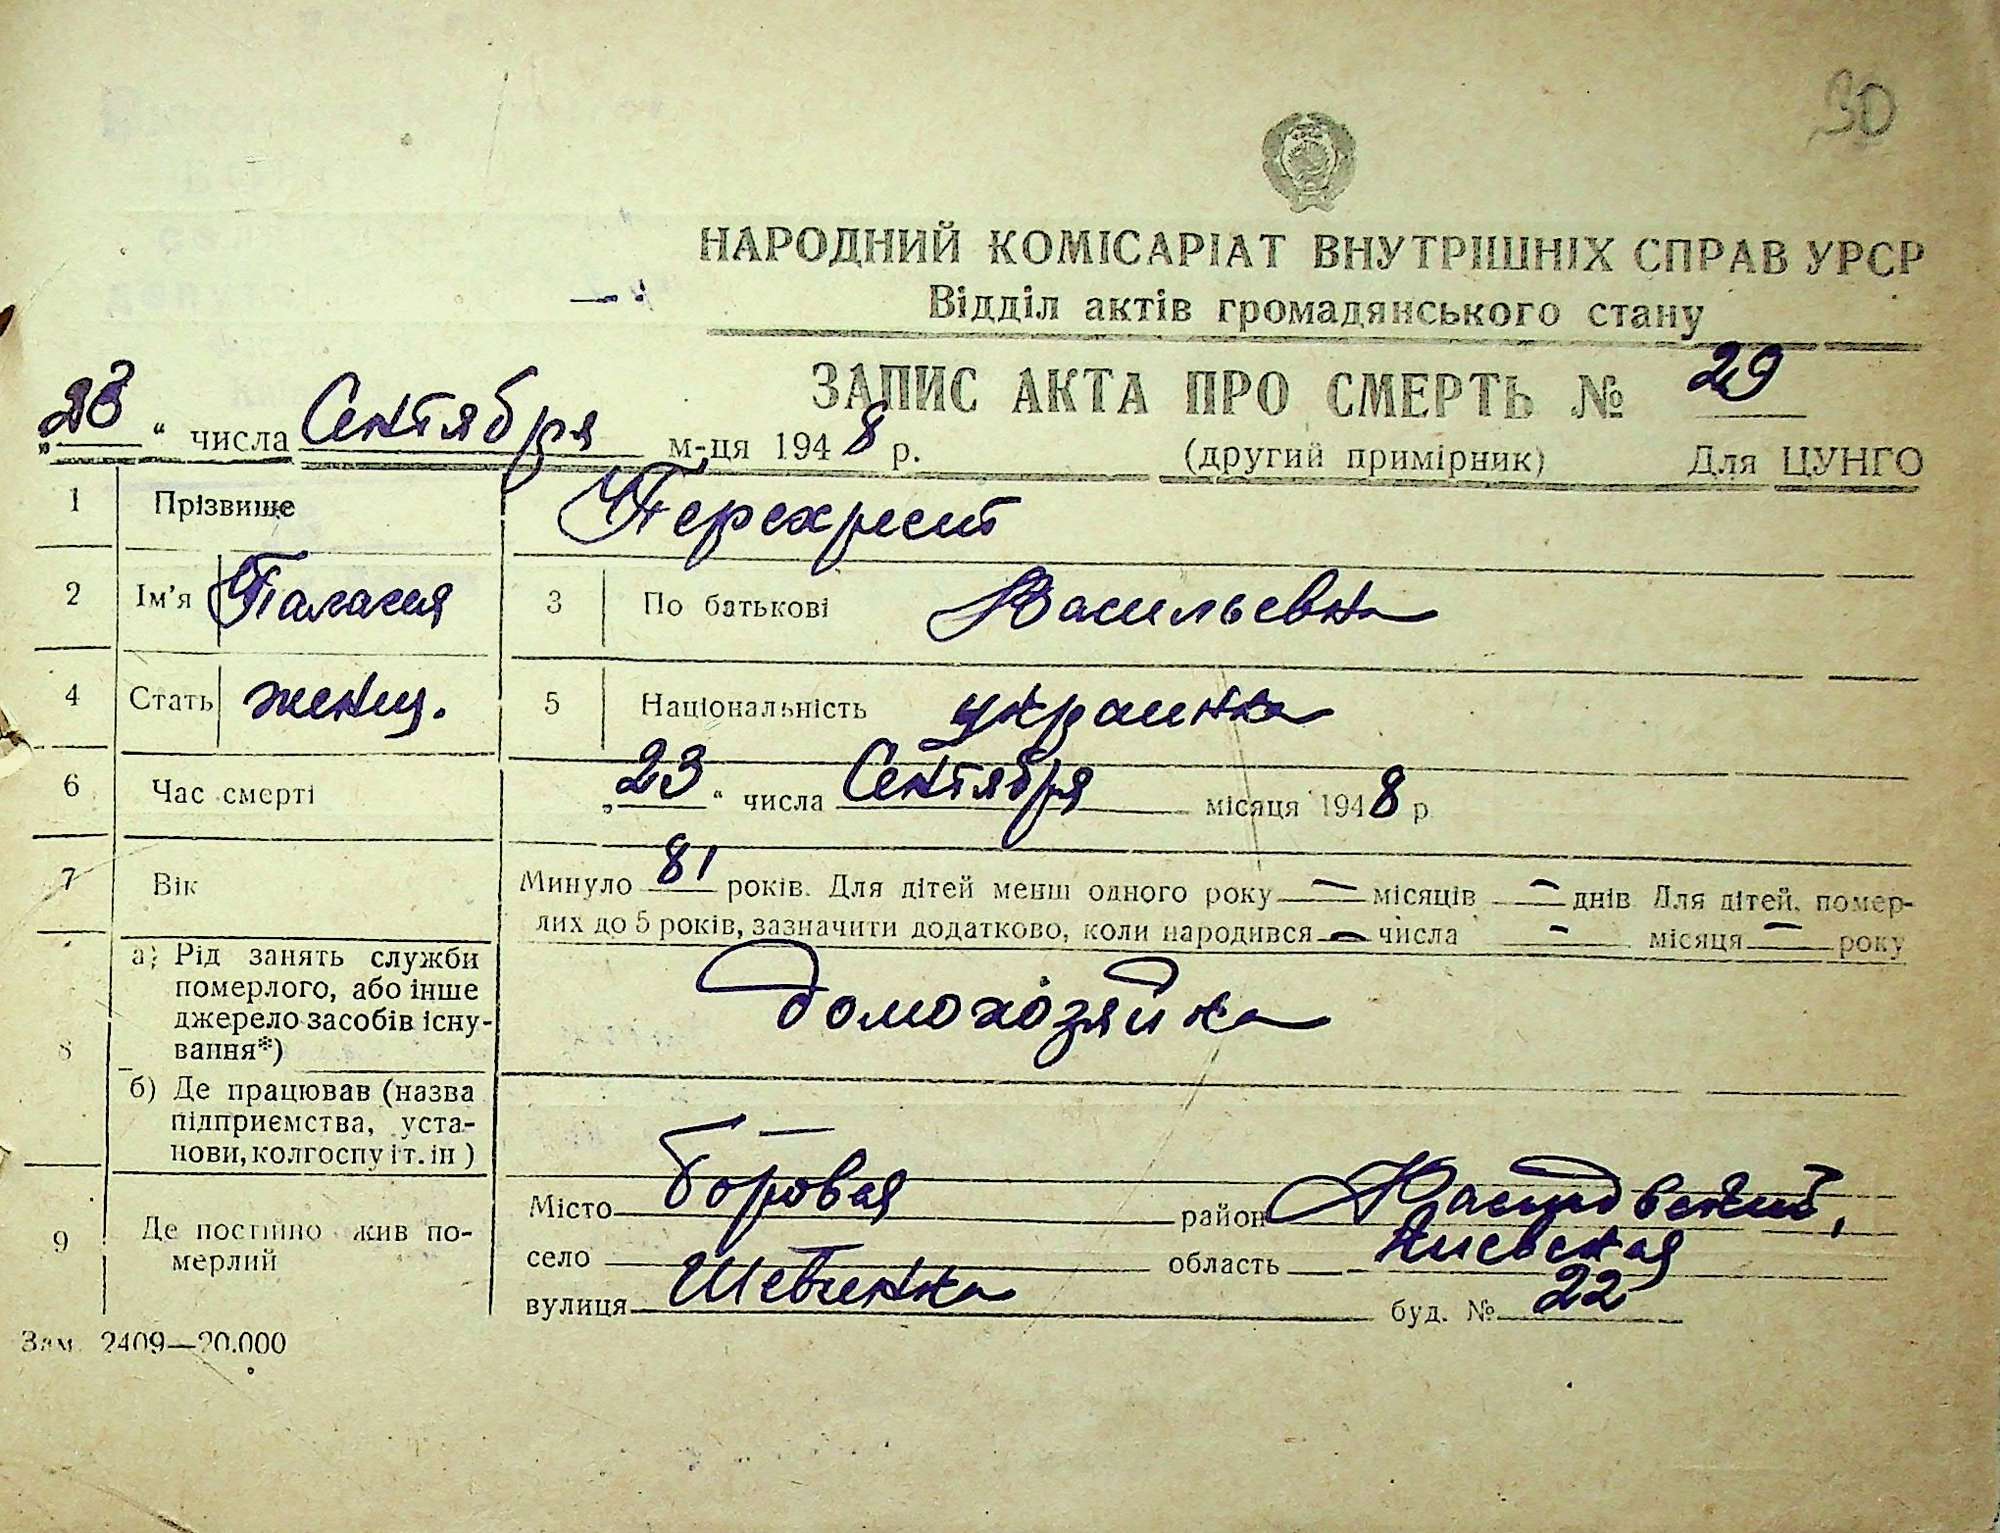 30
НАРОДНИЙ КОМІСАРІАТ ВНУТРІШНІХ СПРАВ УРСР
Відділ актів громадянського стану
ЗАПИС АКТА ПРО СМЕРТЬ № 29
„23“ числа Сентября м-ця 1948 р. (другий примірник) Для ЦУНГО
1 Прізвище Перехрест
2 Ім'я Палагея 3 По батькові Васильевна
4 Стать женщ. 5 Національність украинка
6 Час смерті „23“ числа Сентября місяця 1948 р
7 Вік Минуло 81 років. Для дітей менш одного року — місяців — днів Для дітей, помер-
лих до 5 років, зазначити додатково, коли народився — числа — місяця — року
8 а) Рід занять служби
померлого, або інше
джерело засобів існу-
вання*) домохозяйка
б) Де працював (назва
підприємства, уста-
нови, колгоспу і т. ін) —
9 Де постійно жив по-
мерлий
Місто Боровая район Фастовский,
село область Киевская
вулиця Шевченка буд. № 22
Зам. 2409—20.000